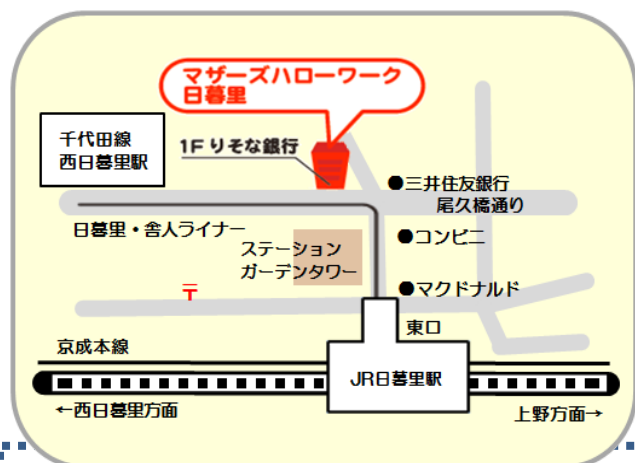 マザーズハローワーク
日暮里
千代田線
西日暮里駅
1F りそな銀行
●三井住友銀行
尾久橋通り
日暮里・舎人ライナー
●コンビニ
ステーション
ガーデンタワー
〒
●マクドナルド
東口
京成本線
JR日暮里駅
←西日暮里方面
上野方面→